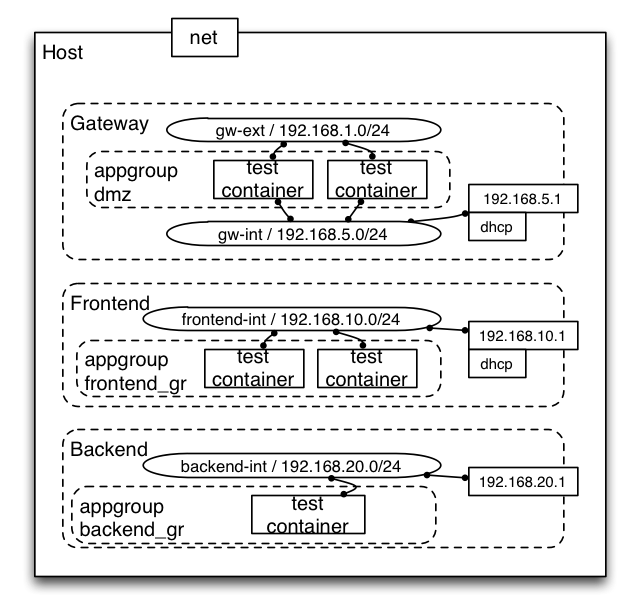 net
Host
Gateway
gw-ext / 192.168.1.0/24
appgroup
dmz
test
container
test
container
192.168.5.1
dhcp
gw-int / 192.168.5.0/24
Frontend
frontend-int / 192.168.10.0/24
192.168.10.1
dhcp
appgroup
frontend_gr
test
container
test
container
Backend
backend-int / 192.168.20.0/24
192.168.20.1
appgroup
backend_gr
test
container